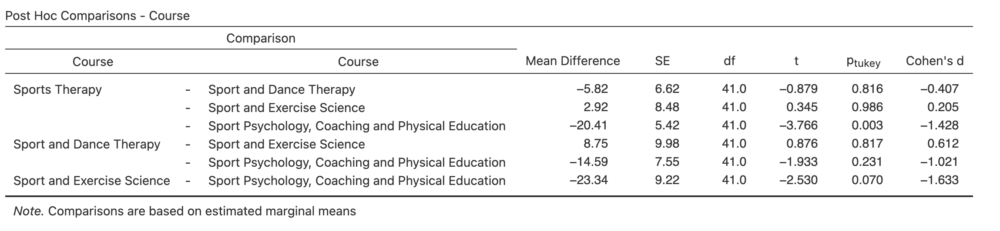 Post Hoc Comparisons - Course
Comparison
Course Course Mean Difference SE df t ptukey Cohen's d
Sports Therapy - Sport and Dance Therapy –5.82 6.62 41.0 –0.879 0.816 –0.407
- Sport and Exercise Science 2.92 8.48 41.0 0.345 0.986 0.205
- Sport Psychology, Coaching and Physical Education –20.41 5.42 41.0 –3.766 0.003 –1.428
Sport and Dance Therapy - Sport and Exercise Science 8.75 9.98 41.0 0.876 0.817 0.612
- Sport Psychology, Coaching and Physical Education –14.59 7.55 41.0 –1.933 0.231 –1.021
Sport and Exercise Science - Sport Psychology, Coaching and Physical Education –23.34 9.22 41.0 –2.530 0.070 –1.633
Note. Comparisons are based on estimated marginal means